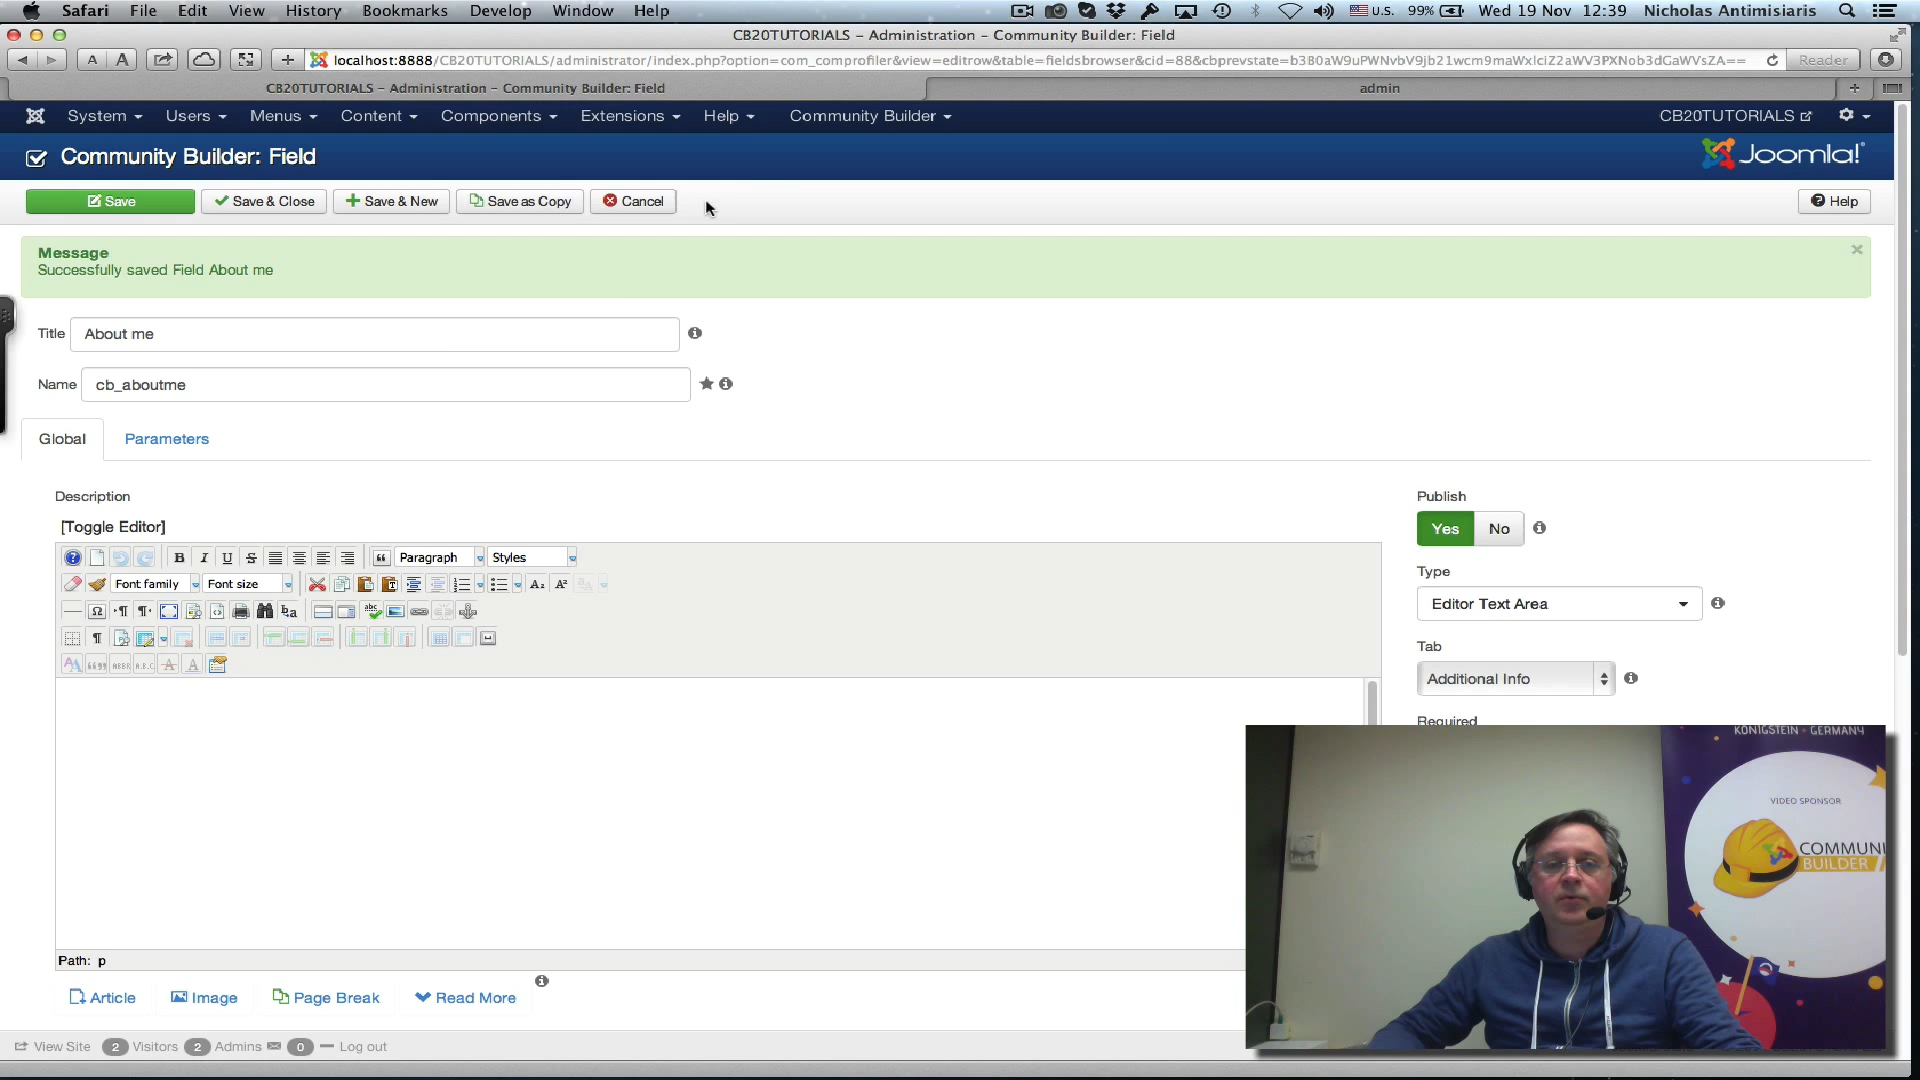 Safari File Edit View History Bookmarks Develop Window Help U.S. 99% Wed 19 Nov 12:39 Nicholas Antimisiaris
CB20TUTORIALS – Administration – Community Builder: Field
A A localhost:8888/CB20TUTORIALS/administrator/index.php?option=com_comprofiler&view=editrow&table=fieldsbrowser&cid=88&cbprevstate=b3B0aW9uPWNvbV9jb21wcm9maWxlciZ2aWV3PXNob3dGaWVsZA== Reader
CB20TUTORIALS – Administration – Community Builder: Field admin
System Users Menus Content Components Extensions Help Community Builder CB20TUTORIALS
Community Builder: Field Joomla!
Save Save & Close Save & New Save as Copy Cancel Help
Message
Successfully saved Field About me
Title About me
Name cb_aboutme
Global Parameters
Description Publish
[Toggle Editor]
Yes No
B I U S Paragraph Styles
Type
Font family Font size
Editor Text Area
Tab
Additional Info
Required
KÖNIGSTEIN - GERMANY
VIDEO SPONSOR
COMMUNI
BUILDER
Path: p
Article Image Page Break Read More
View Site 2 Visitors 2 Admins 0 Log out